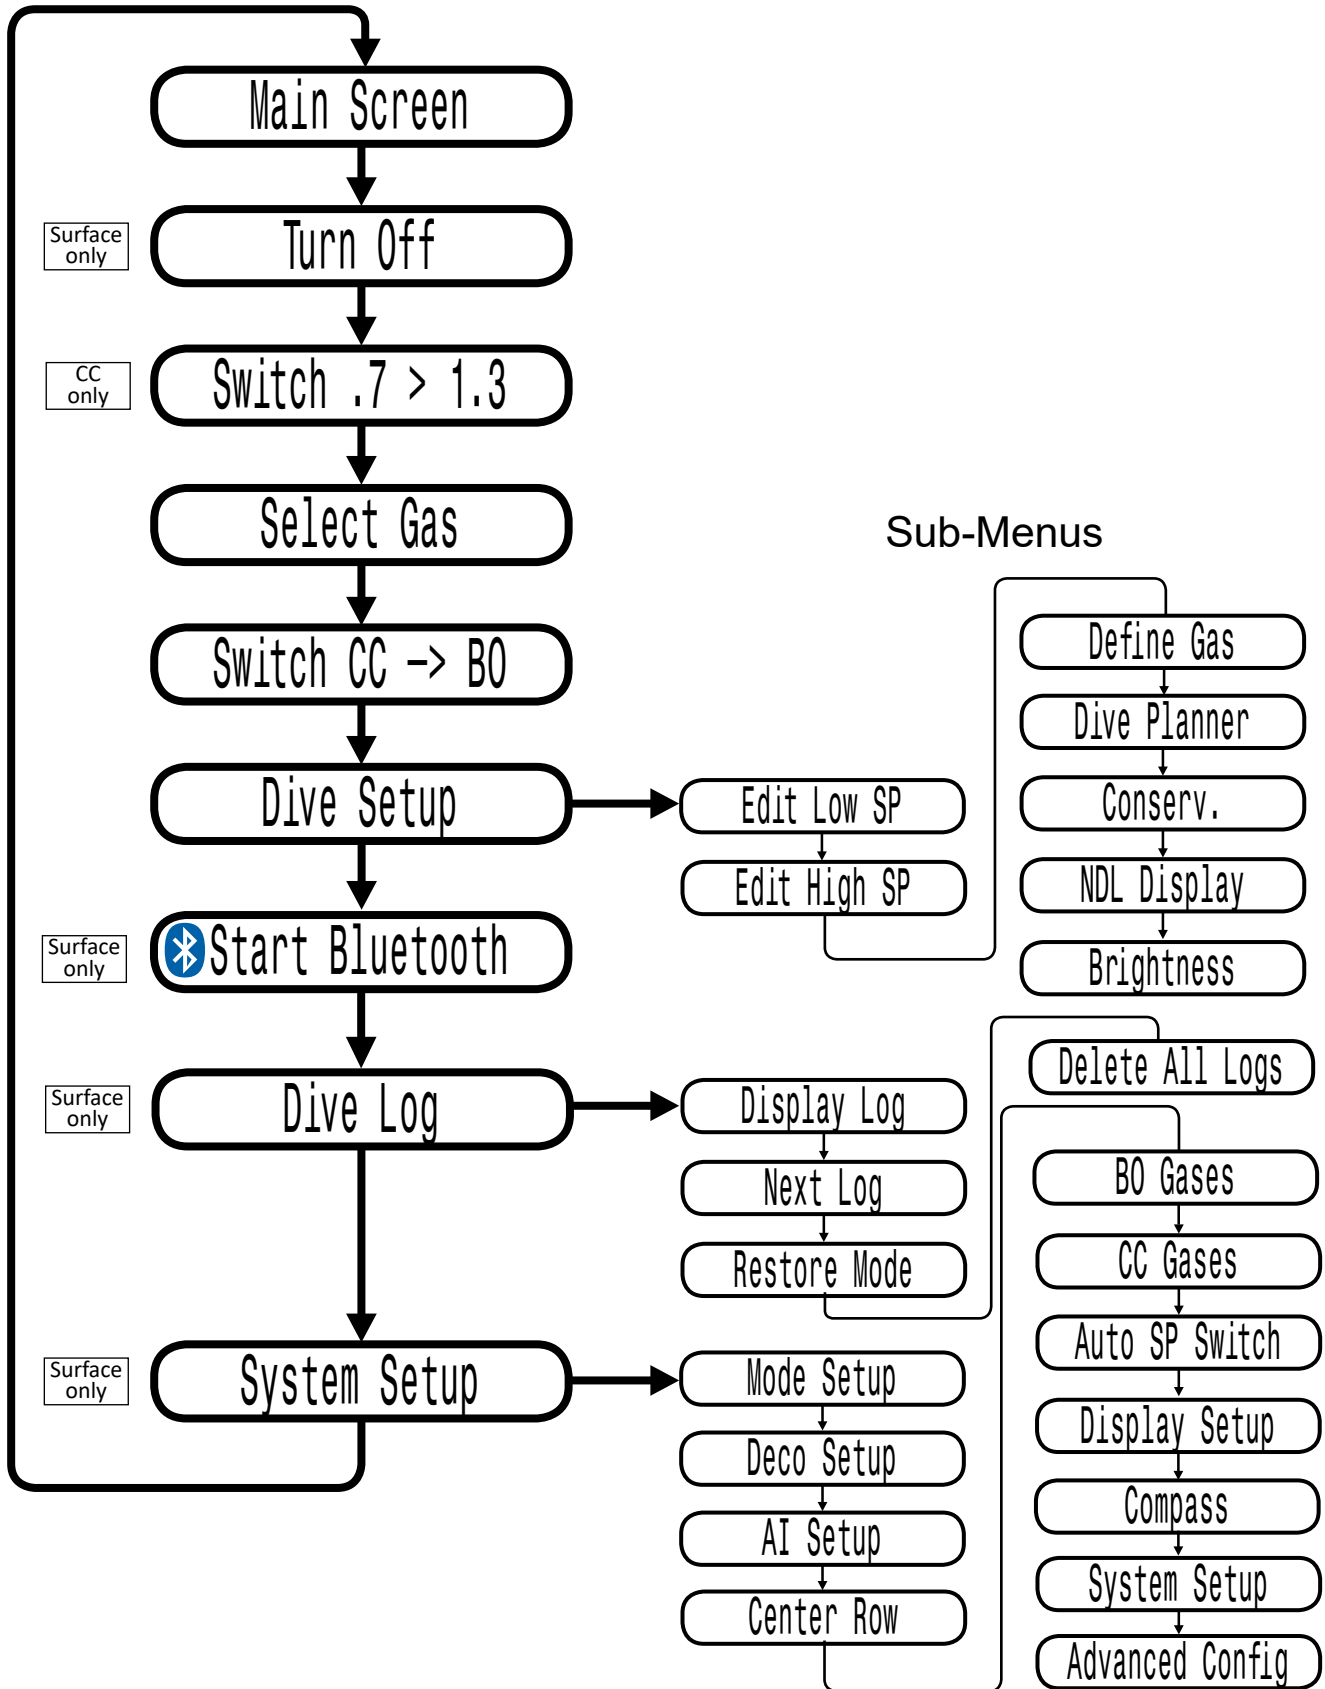 Main Screen
Surface
only
Turn Off
CC
only
Switch .7 > 1.3
Select Gas
Switch CC -> BO
Dive Setup
Surface
only
Start Bluetooth
Surface
only
Dive Log
Surface
only
System Setup
Sub-Menus
Edit Low SP
Edit High SP
Define Gas
Dive Planner
Conserv.
NDL Display
Brightness
Display Log
Next Log
Restore Mode
Delete All Logs
Mode Setup
Deco Setup
AI Setup
Center Row
BO Gases
CC Gases
Auto SP Switch
Display Setup
Compass
System Setup
Advanced Config